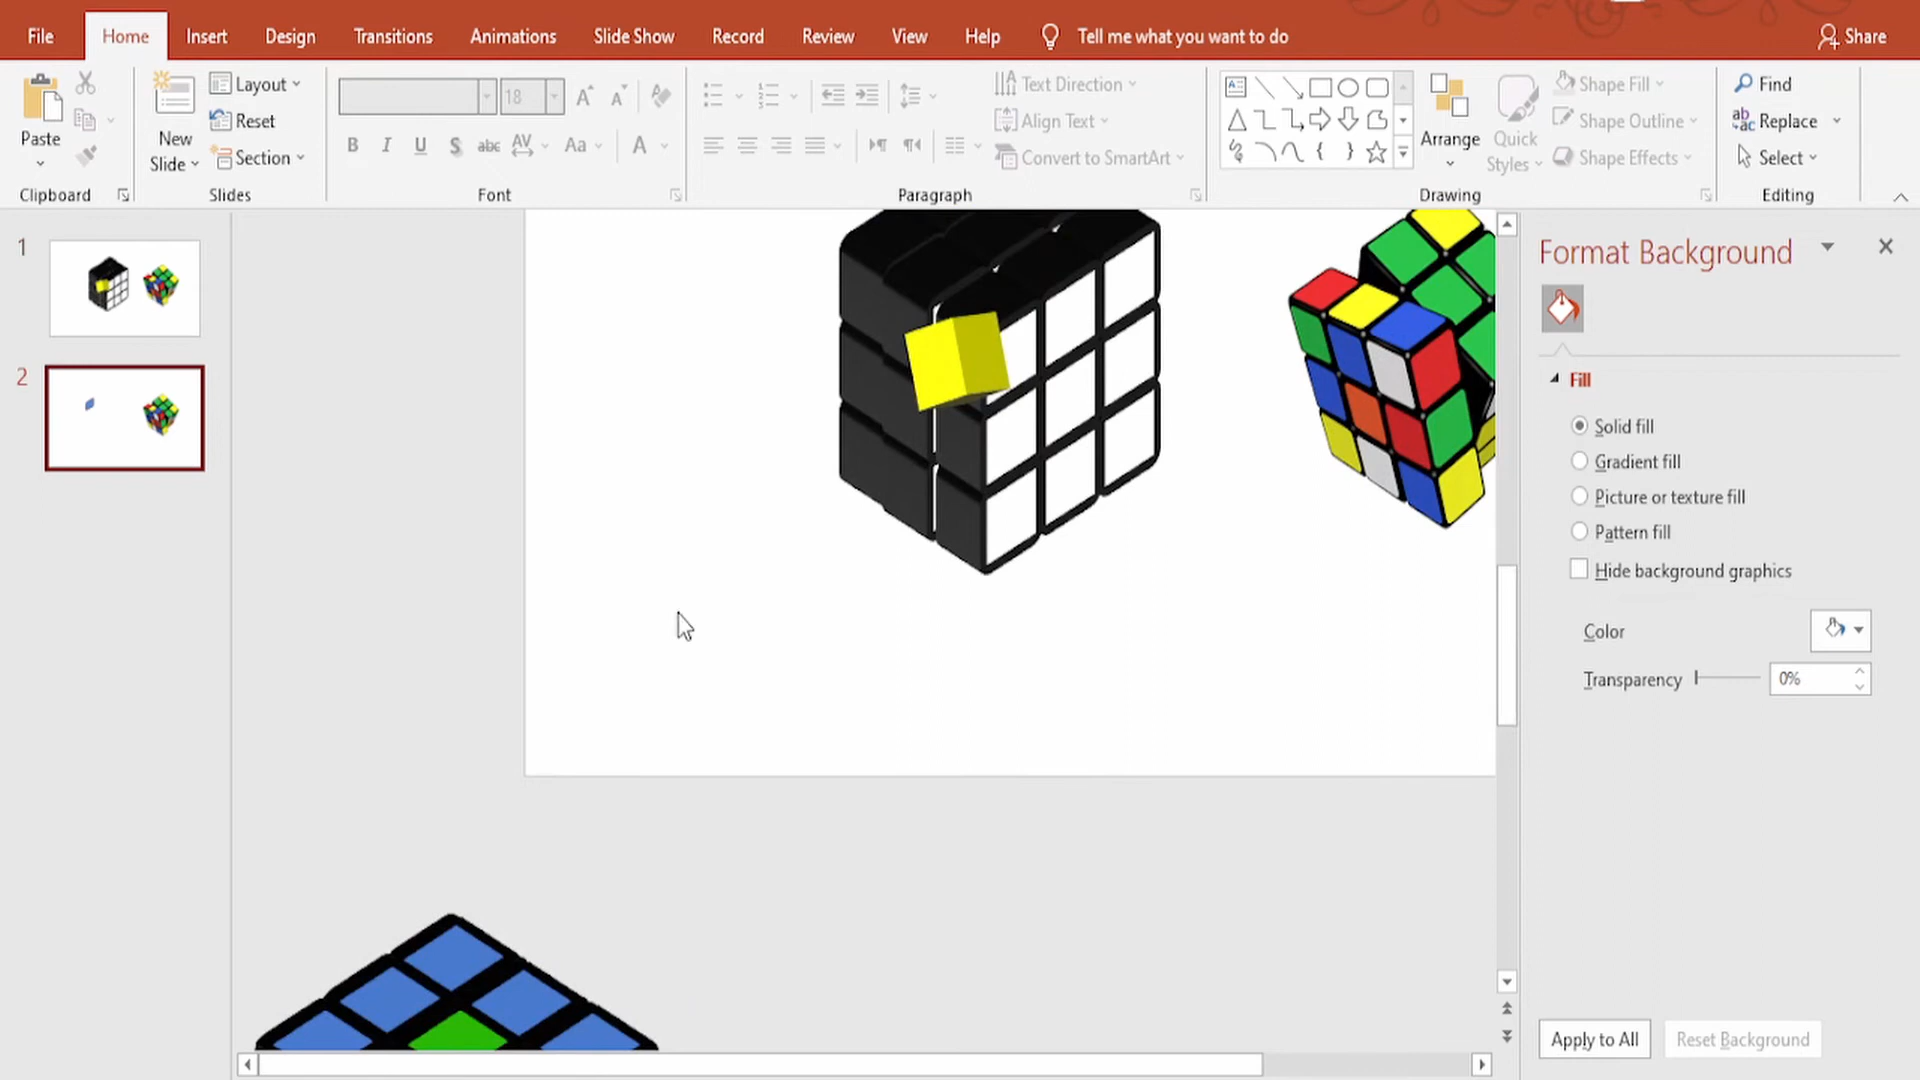 File Home Insert Design Transitions Animations Slide Show Record Review View Help Tell me what you want to do Share
Paste
Clipboard
New Slide
Layout
Reset
Section
Slides
18
B I U S abc AV Aa A
Font
Text Direction
Align Text
Convert to SmartArt
Paragraph
Arrange
Quick Styles
Shape Fill
Shape Outline
Shape Effects
Drawing
Find
Replace
Select
Editing
1
2
Format Background
Fill
Solid fill
Gradient fill
Picture or texture fill
Pattern fill
Hide background graphics
Color
Transparency 0%
Apply to All Reset Background